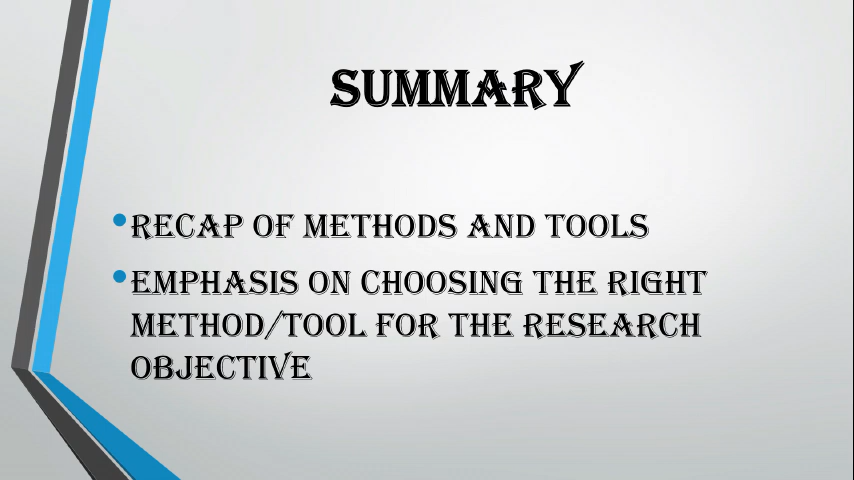 SUMMARY
•RECAP OF METHODS AND TOOLS
•EMPHASIS ON CHOOSING THE RIGHT
METHOD/TOOL FOR THE RESEARCH
OBJECTIVE